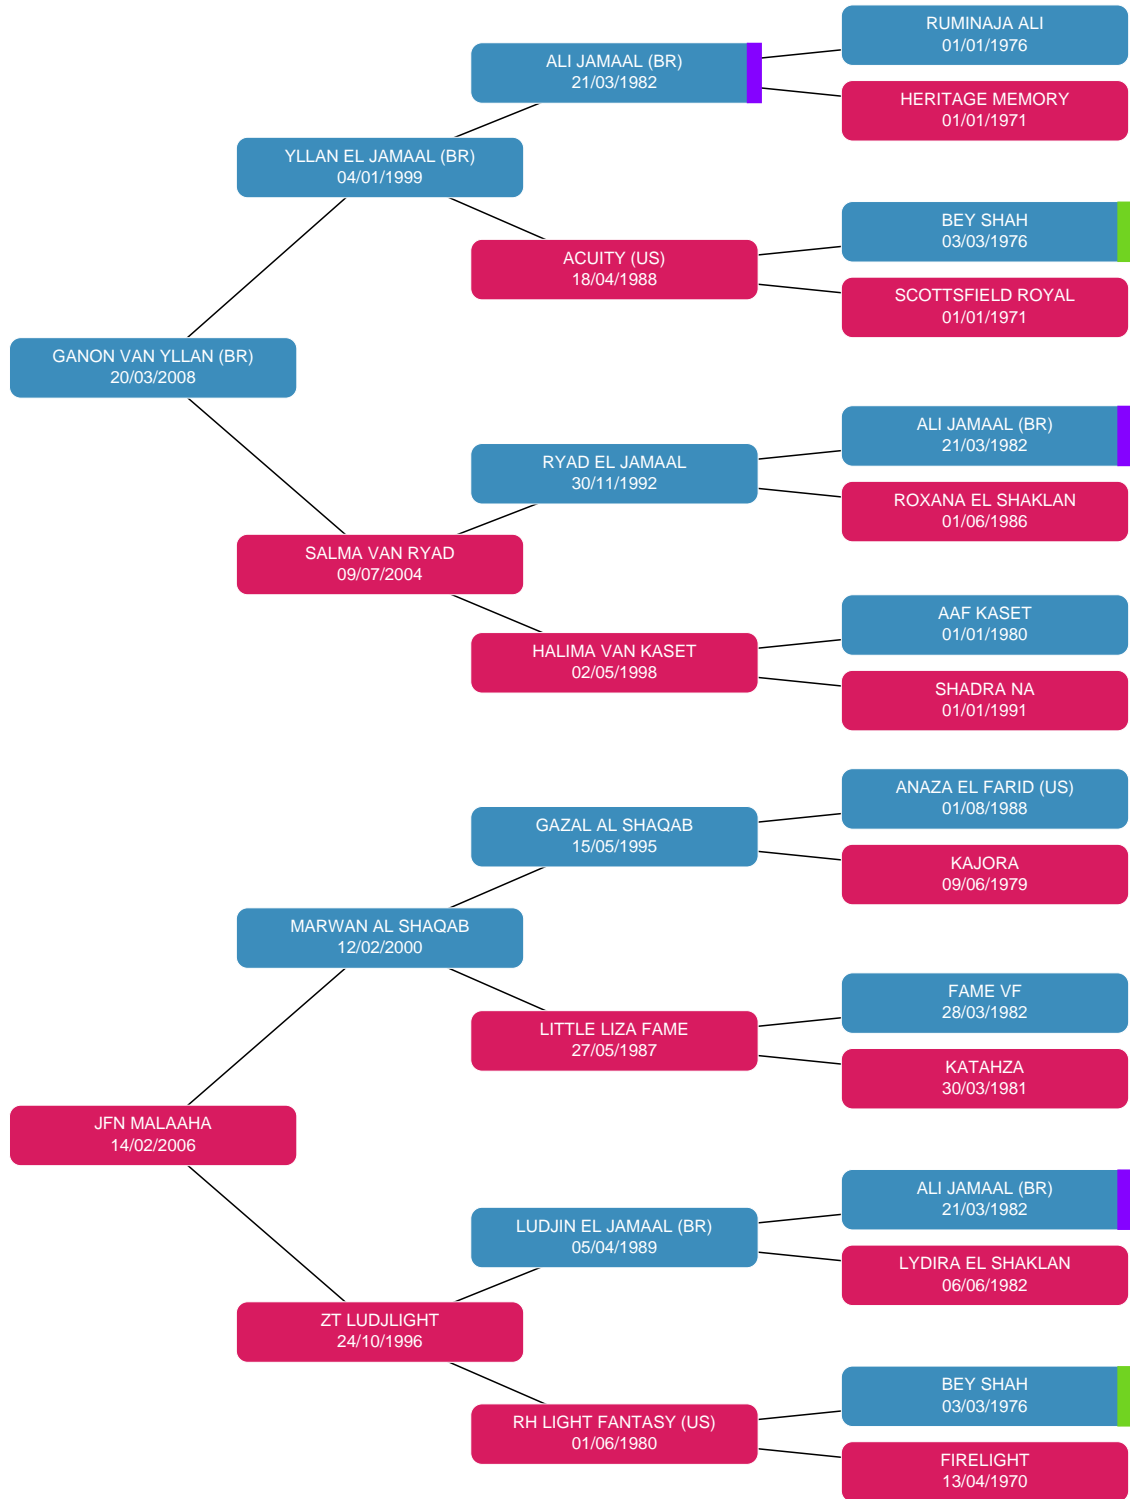 RUMINAJA ALI
01/01/1976
ALI JAMAAL (BR)
21/03/1982
HERITAGE MEMORY
01/01/1971
YLLAN EL JAMAAL (BR)
04/01/1999
BEY SHAH
03/03/1976
ACUITY (US)
18/04/1988
SCOTTSFIELD ROYAL
01/01/1971
GANON VAN YLLAN (BR)
20/03/2008
ALI JAMAAL (BR)
21/03/1982
RYAD EL JAMAAL
30/11/1992
ROXANA EL SHAKLAN
01/06/1986
SALMA VAN RYAD
09/07/2004
AAF KASET
01/01/1980
HALIMA VAN KASET
02/05/1998
SHADRA NA
01/01/1991
ANAZA EL FARID (US)
01/08/1988
GAZAL AL SHAQAB
15/05/1995
KAJORA
09/06/1979
MARWAN AL SHAQAB
12/02/2000
FAME VF
28/03/1982
LITTLE LIZA FAME
27/05/1987
KATAHZA
30/03/1981
JFN MALAAHA
14/02/2006
ALI JAMAAL (BR)
21/03/1982
LUDJIN EL JAMAAL (BR)
05/04/1989
LYDIRA EL SHAKLAN
06/06/1982
ZT LUDJLIGHT
24/10/1996
BEY SHAH
03/03/1976
RH LIGHT FANTASY (US)
01/06/1980
FIRELIGHT
13/04/1970